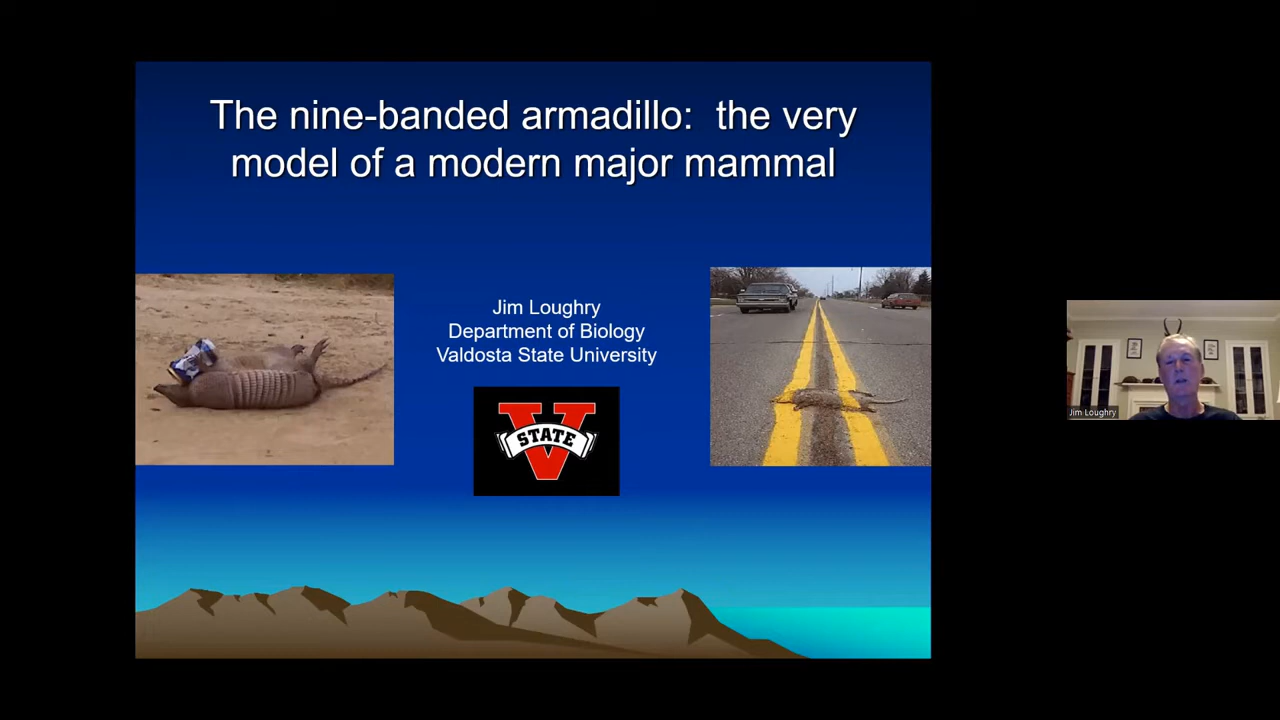 The nine-banded armadillo: the very
model of a modern major mammal
Jim Loughry
Department of Biology
Valdosta State University
V
STATE
Jim Loughry